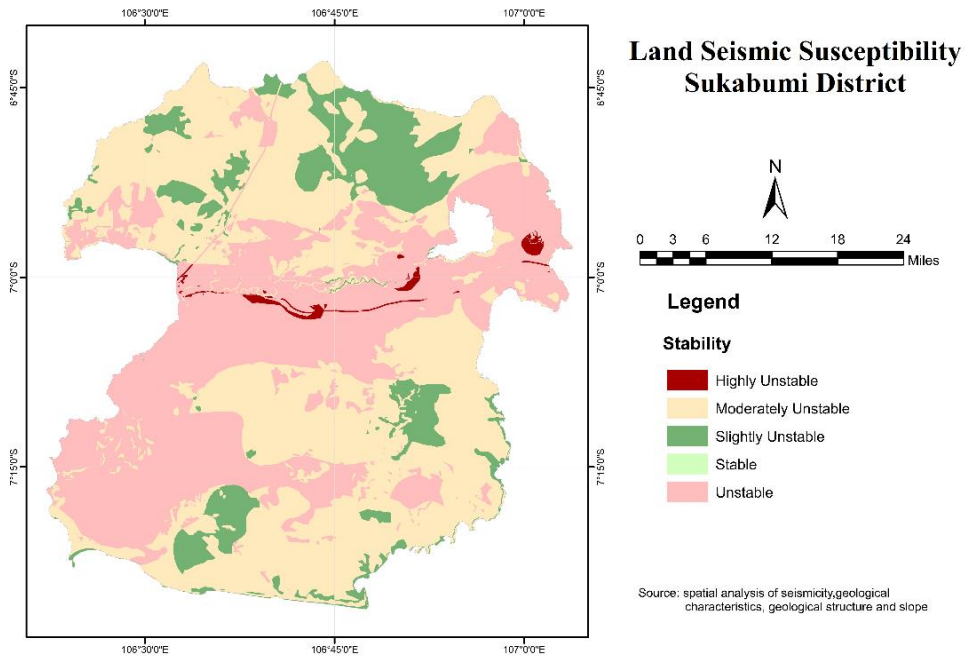 106°30'0"E 106°45'0"E 107°0'0"E
Land Seismic Susceptibility
Sukabumi District
6°45'0"S 6°45'0"S
N
0 3 6 12 18 24
Miles
7°0'0"S 7°0'0"S
Legend
Stability
Highly Unstable
Moderately Unstable
Slightly Unstable
Stable
Unstable
7°15'0"S 7°15'0"S
Source: spatial analysis of seismicity,geological
characteristics, geological structure and slope
106°30'0"E 106°45'0"E 107°0'0"E